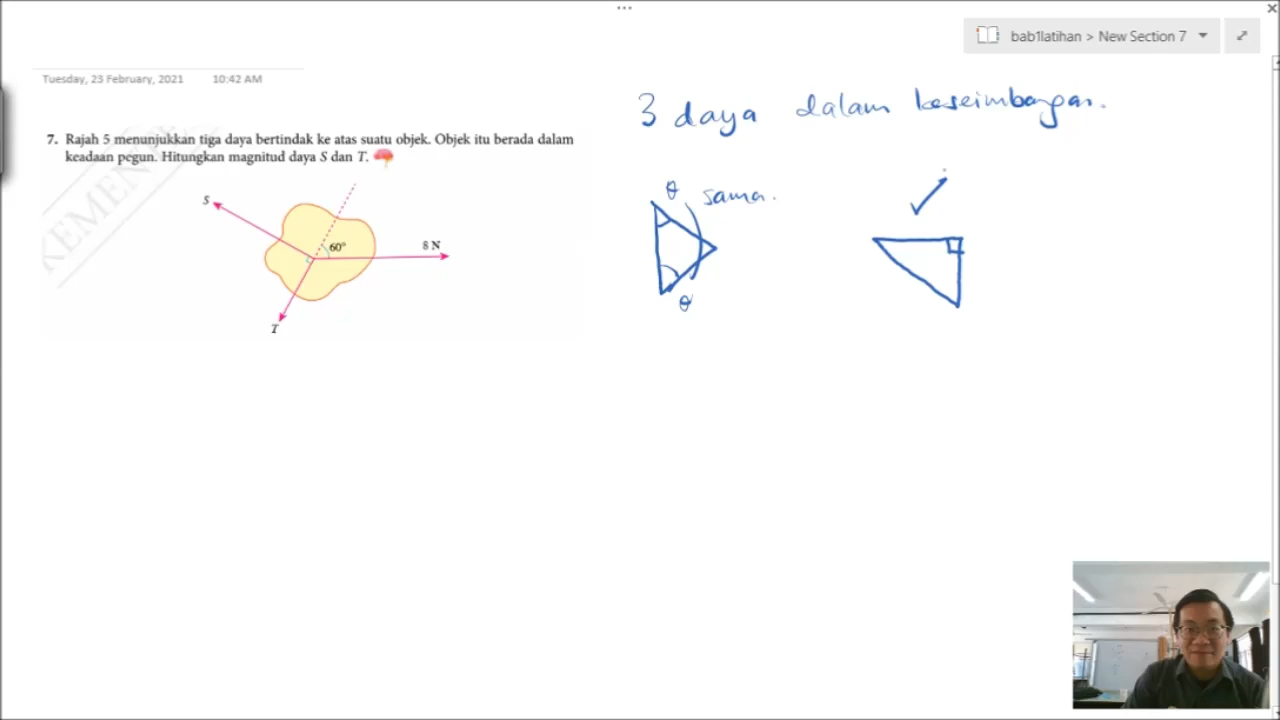 bab1latihan > New Section 7
Tuesday, 23 February, 2021 10:42 AM
3 daya dalam keseimbangan.
7. Rajah 5 menunjukkan tiga daya bertindak ke atas suatu objek. Objek itu berada dalam
keadaan pegun. Hitungkan magnitud daya S dan T.
S
60°
8 N
T
θ sama.
θ
KEMEN